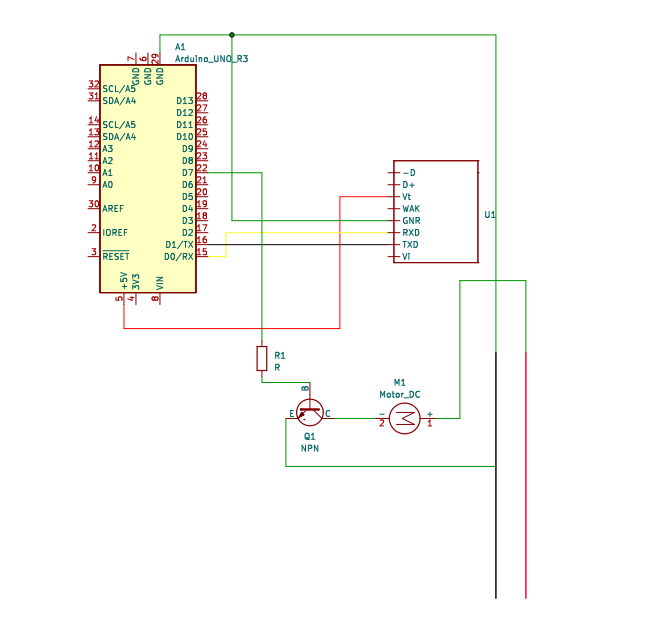 A1
Arduino_UNO_R3
7
GND
6
GND
29
GND
32
SCL/A5
31
SDA/A4
14
SCL/A5
13
SDA/A4
12
A3
11
A2
10
A1
9
A0
30
AREF
2
IOREF
3
RESET
D13
28
D12
27
D11
26
D10
25
D9
24
D8
23
D7
22
D6
21
D5
20
D4
19
D3
18
D2
17
D1/TX
16
D0/RX
15
+5V
5
3V3
4
VIN
8
-D
D+
Vt
WAK
GNR
RXD
TXD
VI
U1
R1
R
B
E
C
Q1
NPN
M1
Motor_DC
-
2
+
1